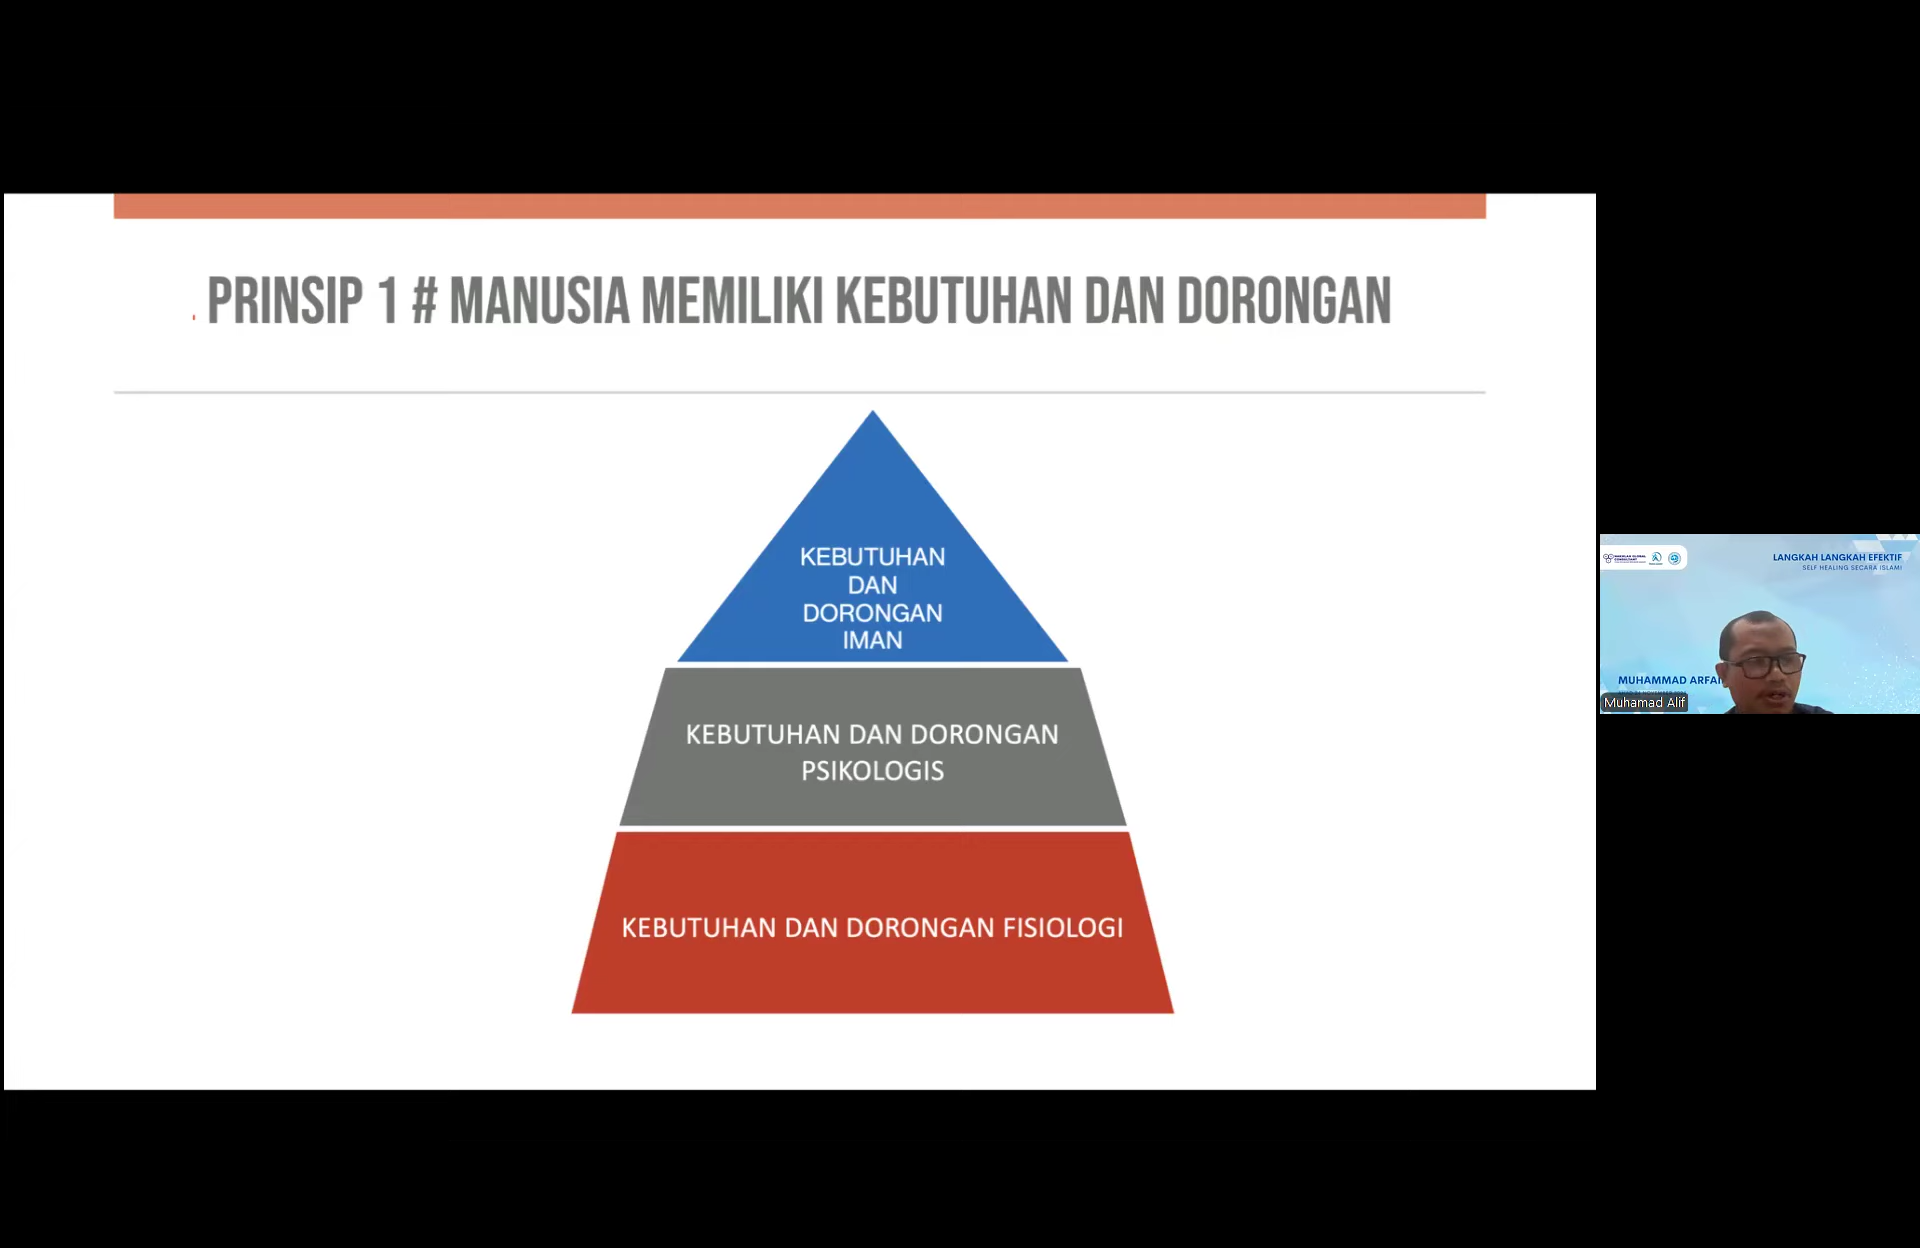 PRINSIP 1 # MANUSIA MEMILIKI KEBUTUHAN DAN DORONGAN
KEBUTUHAN
DAN
DORONGAN
IMAN
KEBUTUHAN DAN DORONGAN
PSIKOLOGIS
KEBUTUHAN DAN DORONGAN FISIOLOGI
LANGKAH LANGKAH EFEKTIF
SELF HEALING SECARA ISLAMI
MUHAMMAD ARFAI
Muhamad Alif